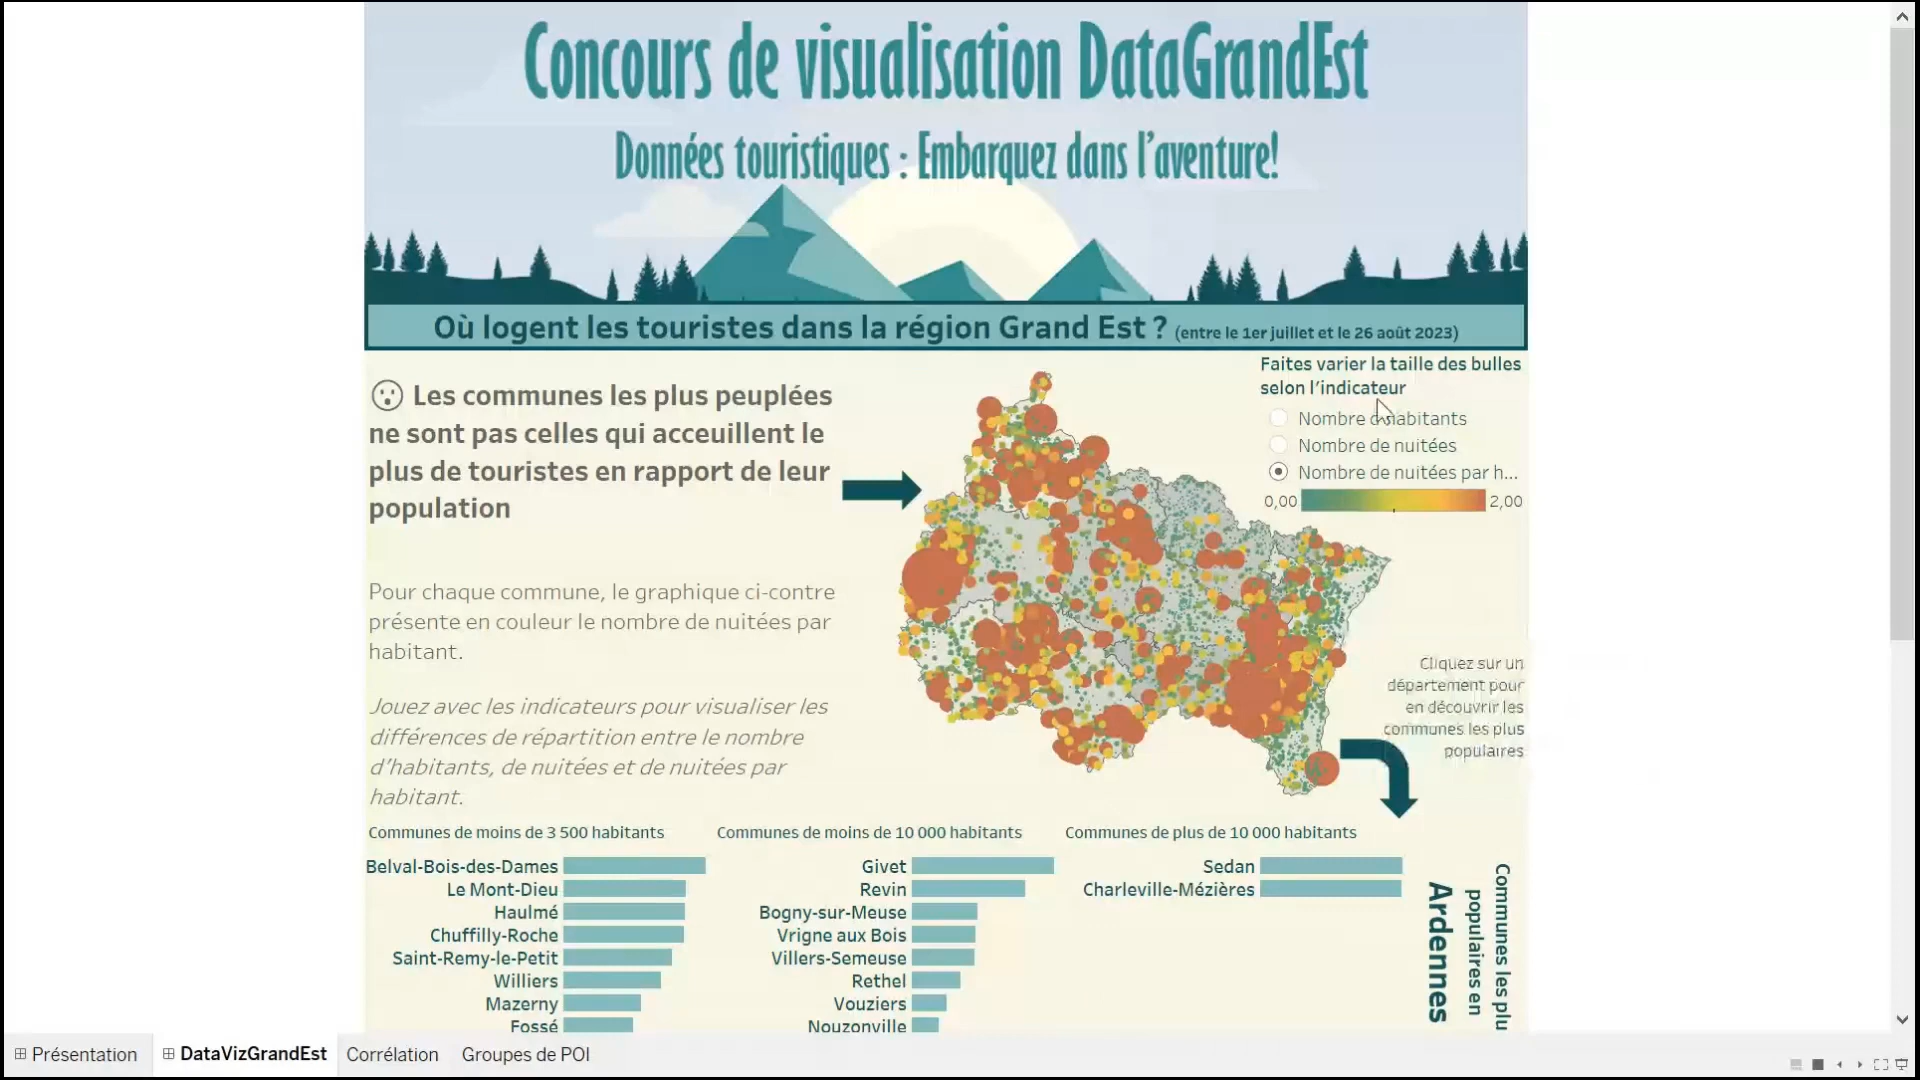 Concours de visualisation DataGrandEst
Données touristiques : Embarquez dans l'aventure!
Où logent les touristes dans la région Grand Est ? (entre le 1er juillet et le 26 août 2023)
Les communes les plus peuplées
ne sont pas celles qui acceuillent le
plus de touristes en rapport de leur
population
Pour chaque commune, le graphique ci-contre
présente en couleur le nombre de nuitées par
habitant.
Jouez avec les indicateurs pour visualiser les
différences de répartition entre le nombre
d'habitants, de nuitées et de nuitées par
habitant.
Faites varier la taille des bulles
selon l'indicateur
Nombre d'habitants
Nombre de nuitées
Nombre de nuitées par h...
0,00 2,00
Cliquez sur un
département pour
en découvrir les
communes les plus
populaires
Communes de moins de 3 500 habitants
Belval-Bois-des-Dames
Le Mont-Dieu
Haulmé
Chuffilly-Roche
Saint-Remy-le-Petit
Williers
Mazerny
Fossé
Communes de moins de 10 000 habitants
Givet
Revin
Bogny-sur-Meuse
Vrigne aux Bois
Villers-Semeuse
Rethel
Vouziers
Nouzonville
Communes de plus de 10 000 habitants
Sedan
Charleville-Mézières
Communes les plu
populaires en
Ardennes
Présentation DataVizGrandEst Corrélation Groupes de POI